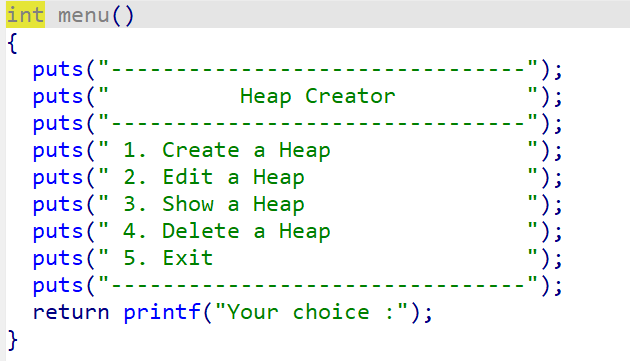 int menu()
{
  puts("--------------------------------");
  puts("          Heap Creator          ");
  puts("--------------------------------");
  puts(" 1. Create a Heap               ");
  puts(" 2. Edit a Heap                 ");
  puts(" 3. Show a Heap                 ");
  puts(" 4. Delete a Heap               ");
  puts(" 5. Exit                        ");
  puts("--------------------------------");
  return printf("Your choice :");
}